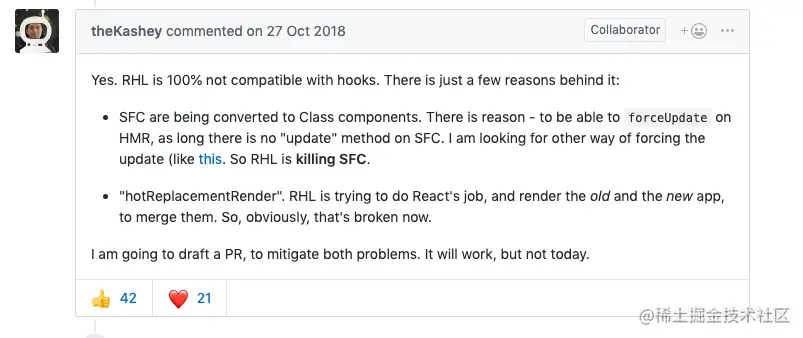 theKashey commented on 27 Oct 2018
Collaborator
Yes. RHL is 100% not compatible with hooks. There is just a few reasons behind it:
• SFC are being converted to Class components. There is reason - to be able to forceUpdate on
HMR, as long there is no "update" method on SFC. I am looking for other way of forcing the
update (like this. So RHL is killing SFC.
• "hotReplacementRender". RHL is trying to do React's job, and render the old and the new app,
to merge them. So, obviously, that's broken now.
I am going to draft a PR, to mitigate both problems. It will work, but not today.
👍 42 ❤️ 21
@稀土掘金技术社区